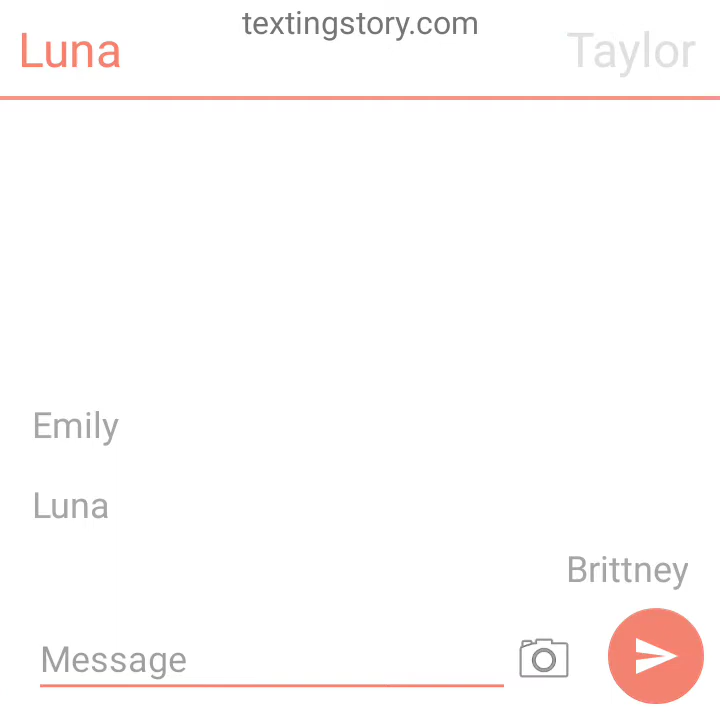 textingstory.com
Luna
Taylor
Emily
Luna
Brittney
Message